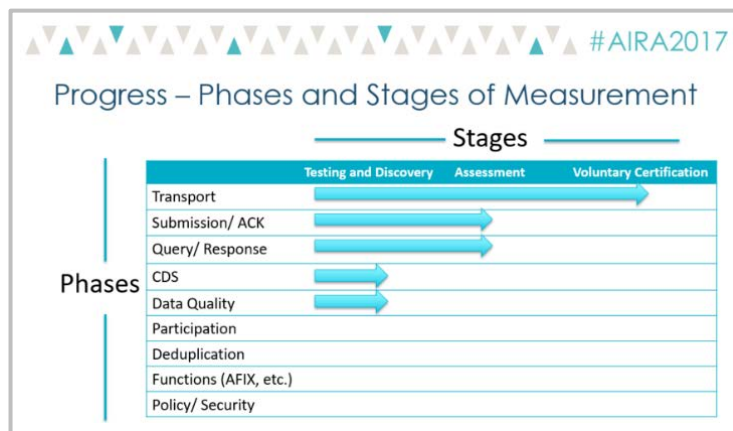 #AIRA2017
Progress – Phases and Stages of Measurement
Stages
Testing and Discovery Assessment Voluntary Certification
Transport
Submission/ ACK
Query/ Response
Phases
CDS
Data Quality
Participation
Deduplication
Functions (AFIX, etc.)
Policy/ Security